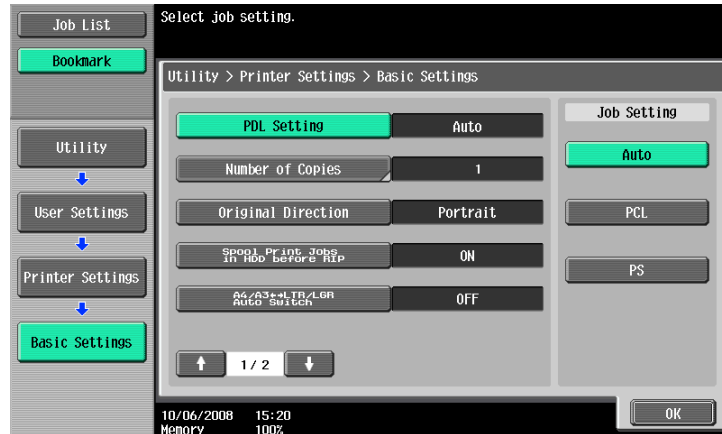 Job List
Bookmark
Utility
User Settings
Printer Settings
Basic Settings
Select job setting.
Utility > Printer Settings > Basic Settings
PDL Setting
Auto
Number of Copies
1
Original Direction
Portrait
Spool Print Jobs
in HDD before RIP
ON
A4/A3↔LTR/LGR
Auto Switch
OFF
↑ 1/ 2 ↓
Job Setting
Auto
PCL
PS
10/06/2008 15:20
Memory 100%
OK